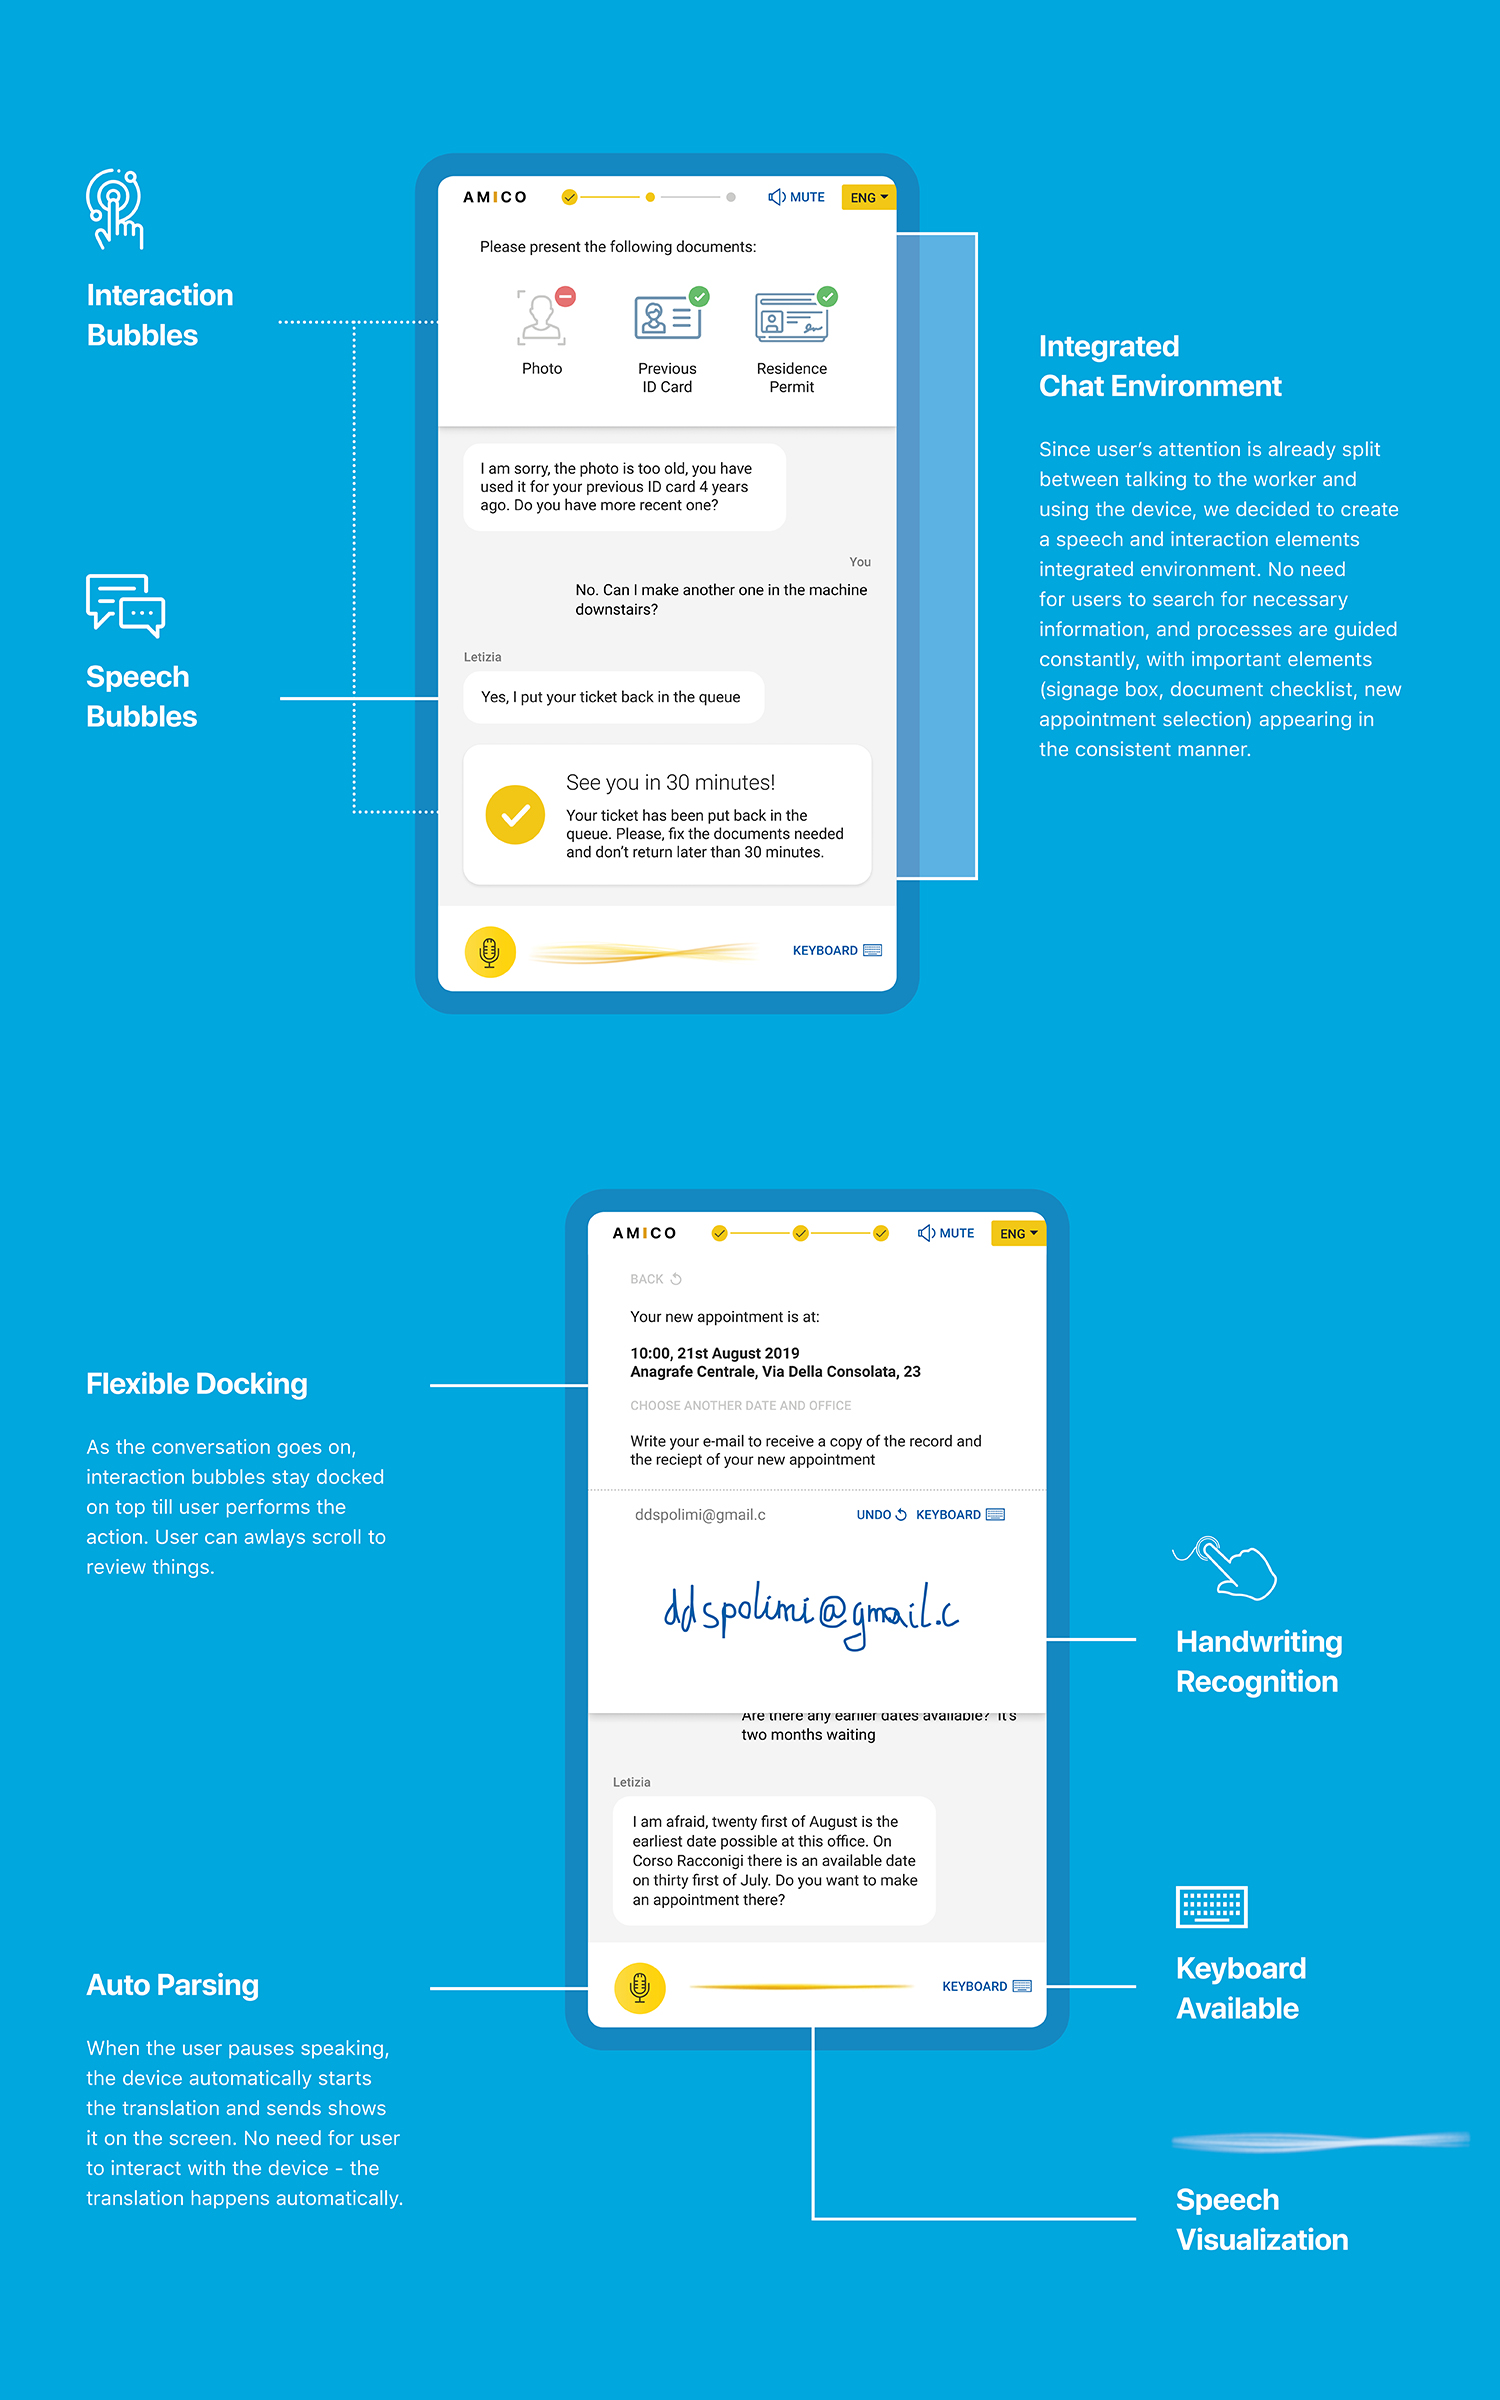 Interaction
Bubbles
Speech
Bubbles
AMICO
MUTE
ENG
Please present the following documents:
Photo
Previous
ID Card
Residence
Permit
I am sorry, the photo is too old, you have
used it for your previous ID card 4 years
ago. Do you have more recent one?
You
No. Can I make another one in the machine
downstairs?
Letizia
Yes, I put your ticket back in the queue
See you in 30 minutes!
Your ticket has been put back in the
queue. Please, fix the documents needed
and don't return later than 30 minutes.
KEYBOARD
Integrated
Chat Environment
Since user's attention is already split
between talking to the worker and
using the device, we decided to create
a speech and interaction elements
integrated environment. No need
for users to search for necessary
information, and processes are guided
constantly, with important elements
(signage box, document checklist, new
appointment selection) appearing in
the consistent manner.
Flexible Docking
As the conversation goes on,
interaction bubbles stay docked
on top till user performs the
action. User can awlays scroll to
review things.
Auto Parsing
When the user pauses speaking,
the device automatically starts
the translation and sends shows
it on the screen. No need for user
to interact with the device - the
translation happens automatically.
AMICO
MUTE
ENG
BACK
Your new appointment is at:
10:00, 21st August 2019
Anagrafe Centrale, Via Della Consolata, 23
CHOOSE ANOTHER DATE AND OFFICE
Write your e-mail to receive a copy of the record and
the reciept of your new appointment
ddspolimi@gmail.c
UNDO
KEYBOARD
ddspolimi@gmail.c
Are there any earlier dates available? It's
two months waiting
Letizia
I am afraid, twenty first of August is the
earliest date possible at this office. On
Corso Racconigi there is an available date
on thirty first of July. Do you want to make
an appointment there?
KEYBOARD
Handwriting
Recognition
Keyboard
Available
Speech
Visualization